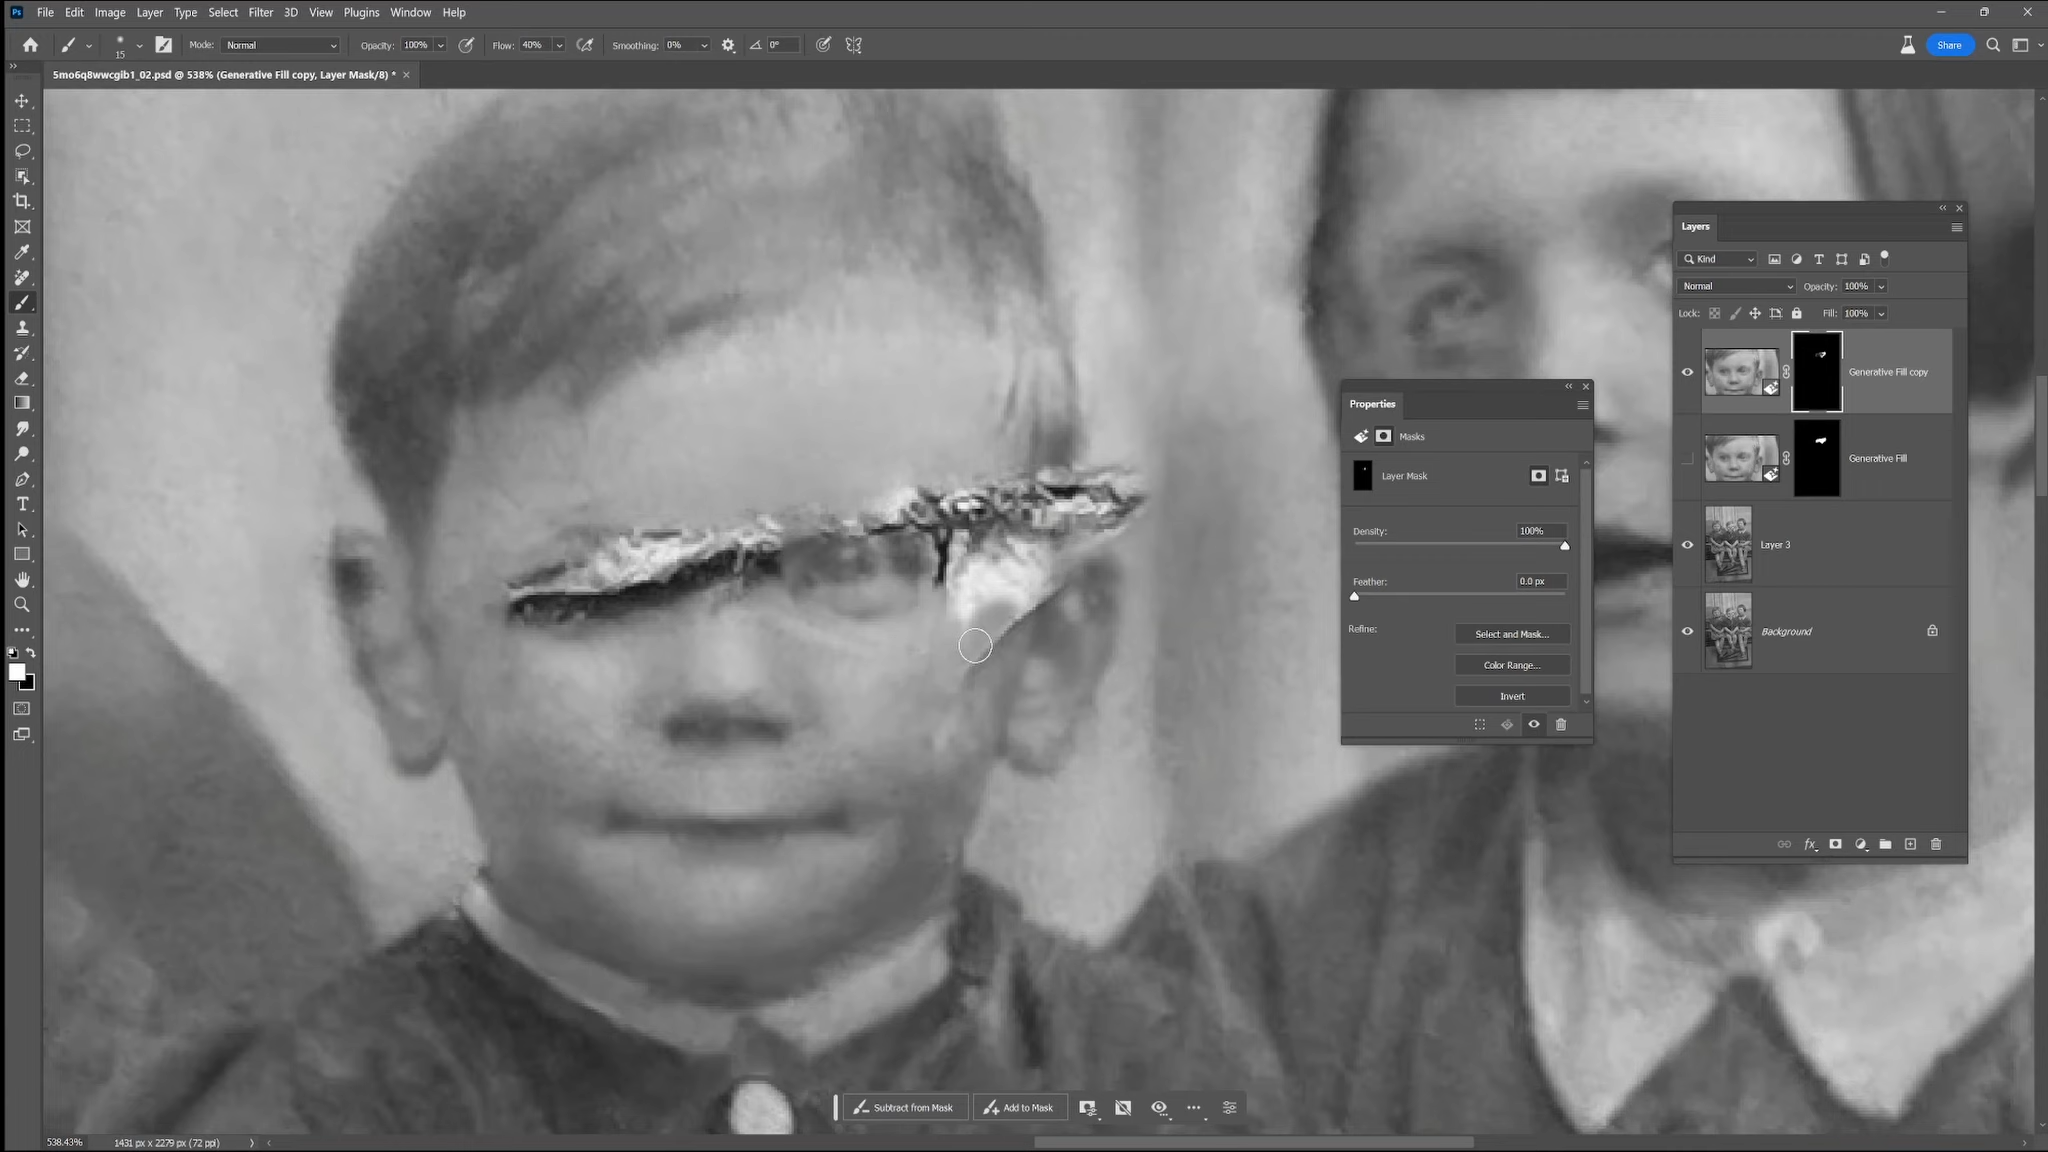 Ps File Edit Image Layer Type Select Filter 3D View Plugins Window Help
15 Mode: Normal Opacity: 100% Flow: 40% Smoothing: 0% 0° Share
5mo6q8wwcgib1_02.psd @ 538% (Generative Fill copy, Layer Mask/8) *
Layers
Kind
Normal Opacity: 100%
Lock: Fill: 100%
Generative Fill copy
Generative Fill
Layer 3
Background
Properties
Masks
Layer Mask
Density: 100%
Feather: 0.0 px
Refine: Select and Mask...
Color Range...
Invert
Subtract from Mask Add to Mask
538.43% 1431 px x 2279 px (72 ppi)